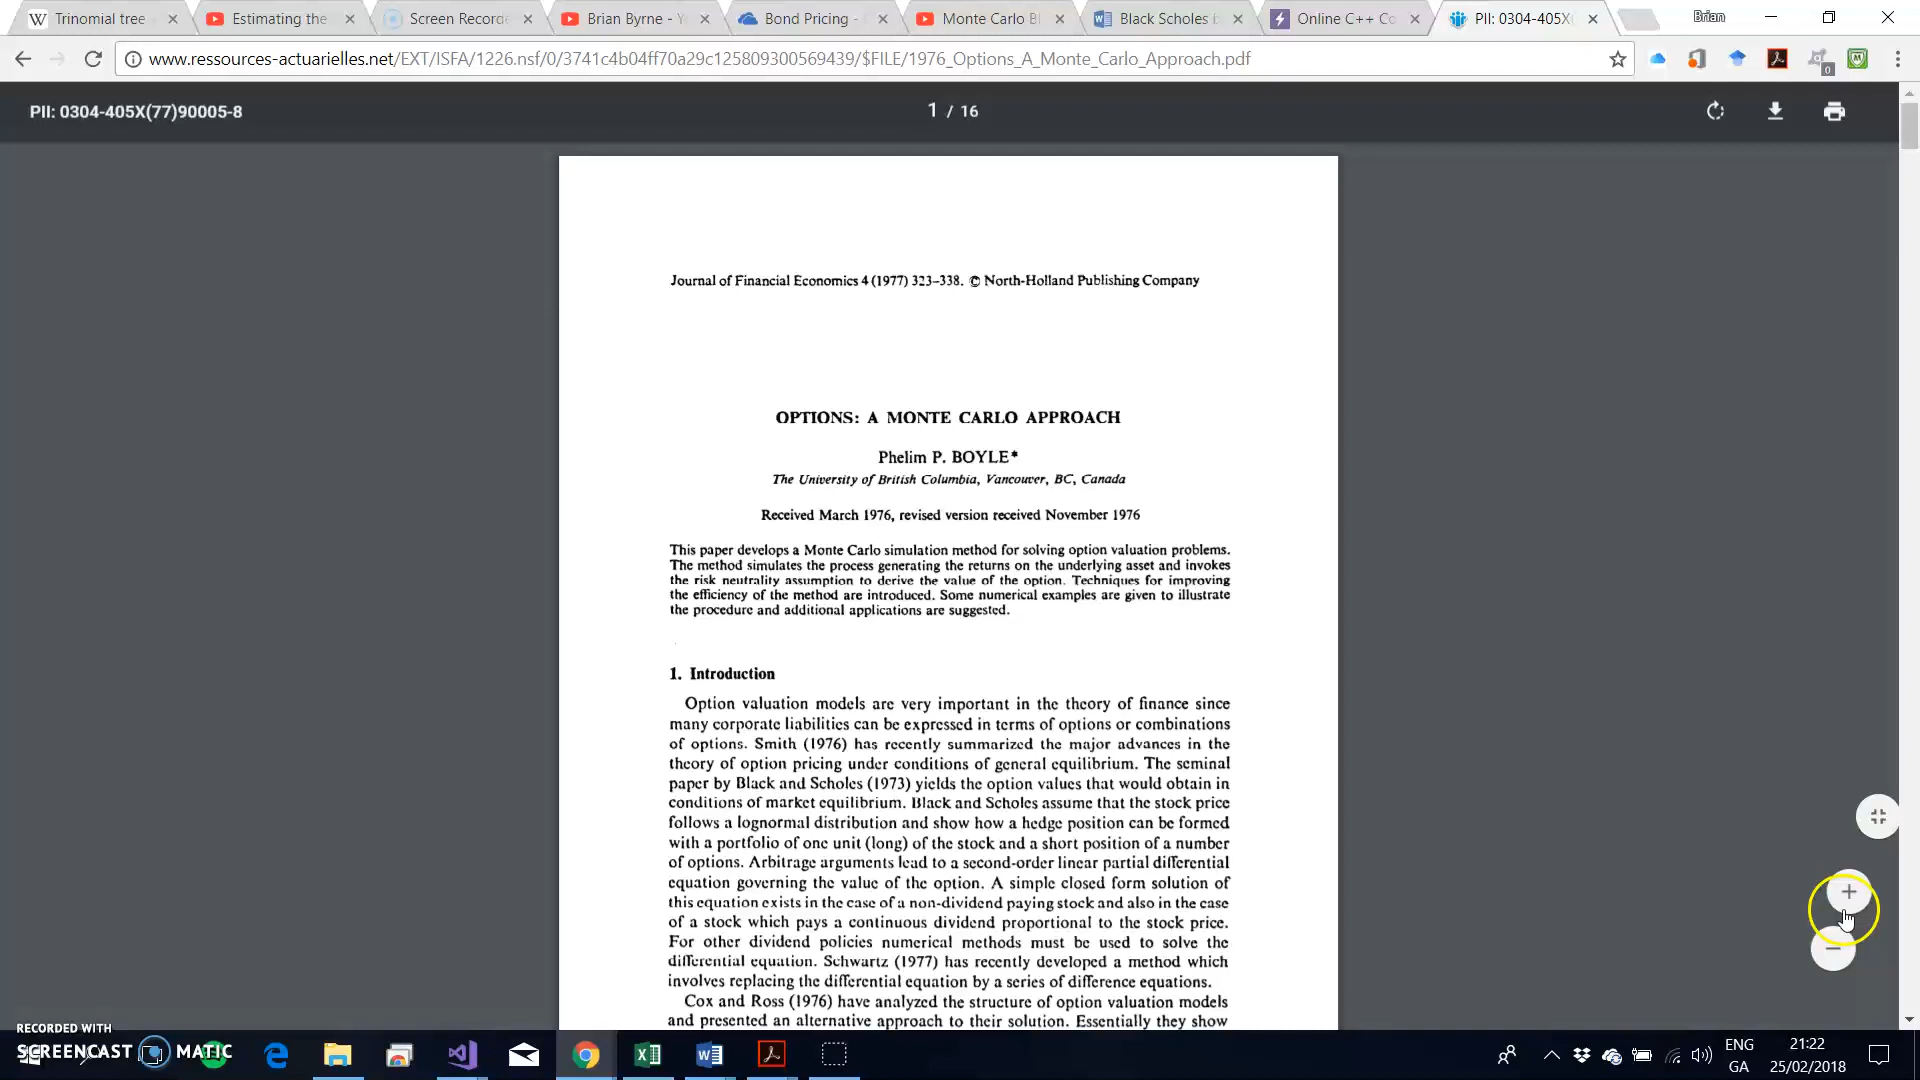 Trinomial tree
Estimating the
Screen Record
Brian Byrne - Y
Bond Pricing -
Monte Carlo Bl
Black Scholes i
Online C++ Co
PII: 0304-405X(
Brian
www.ressources-actuarielles.net/EXT/ISFA/1226.nsf/0/3741c4b04ff70a29c125809300569439/$FILE/1976_Options_A_Monte_Carlo_Approach.pdf
0
PII: 0304-405X(77)90005-8
1 / 16
Journal of Financial Economics 4 (1977) 323–338. © North-Holland Publishing Company
OPTIONS: A MONTE CARLO APPROACH
Phelim P. BOYLE*
The University of British Columbia, Vancouver, BC, Canada
Received March 1976, revised version received November 1976
This paper develops a Monte Carlo simulation method for solving option valuation problems.
The method simulates the process generating the returns on the underlying asset and invokes
the risk neutrality assumption to derive the value of the option. Techniques for improving
the efficiency of the method are introduced. Some numerical examples are given to illustrate
the procedure and additional applications are suggested.
1. Introduction
Option valuation models are very important in the theory of finance since
many corporate liabilities can be expressed in terms of options or combinations
of options. Smith (1976) has recently summarized the major advances in the
theory of option pricing under conditions of general equilibrium. The seminal
paper by Black and Scholes (1973) yields the option values that would obtain in
conditions of market equilibrium. Black and Scholes assume that the stock price
follows a lognormal distribution and show how a hedge position can be formed
with a portfolio of one unit (long) of the stock and a short position of a number
of options. Arbitrage arguments lead to a second-order linear partial differential
equation governing the value of the option. A simple closed form solution of
this equation exists in the case of a non-dividend paying stock and also in the case
of a stock which pays a continuous dividend proportional to the stock price.
For other dividend policies numerical methods must be used to solve the
differential equation. Schwartz (1977) has recently developed a method which
involves replacing the differential equation by a series of difference equations.
Cox and Ross (1976) have analyzed the structure of option valuation models
and presented an alternative approach to their solution. Essentially they show
RECORDED WITH
SCREENCAST MATIC
ENG
GA
21:22
25/02/2018